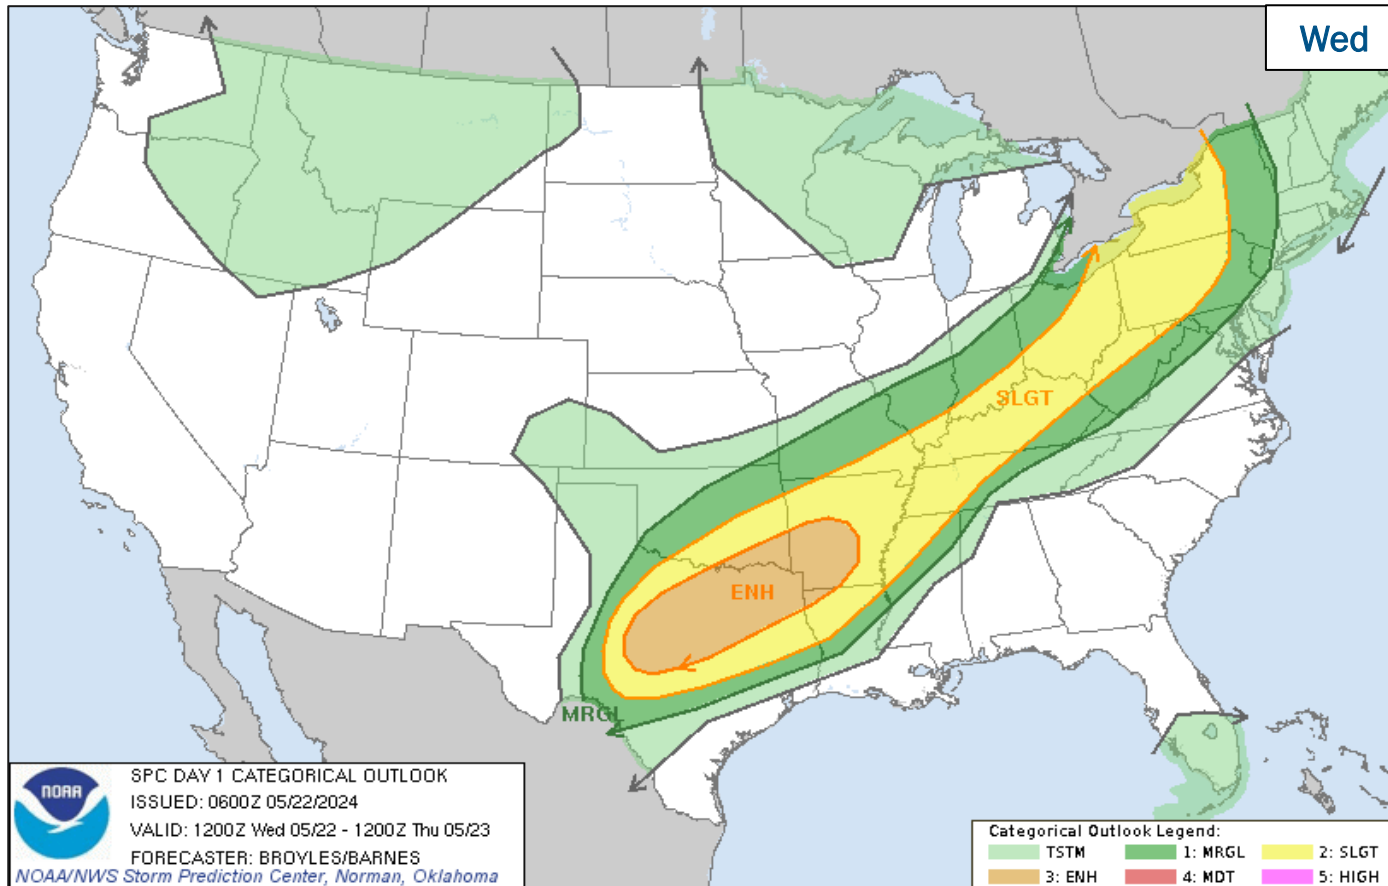 Wed
SLGT
ENH
MRGL
NOAA
SPC DAY 1 CATEGORICAL OUTLOOK
ISSUED: 0600Z 05/22/2024
VALID: 1200Z Wed 05/22 - 1200Z Thu 05/23
FORECASTER: BROYLES/BARNES
NOAA/NWS Storm Prediction Center, Norman, Oklahoma
Categorical Outlook Legend:
TSTM 1: MRGL 2: SLGT
3: ENH 4: MDT 5: HIGH